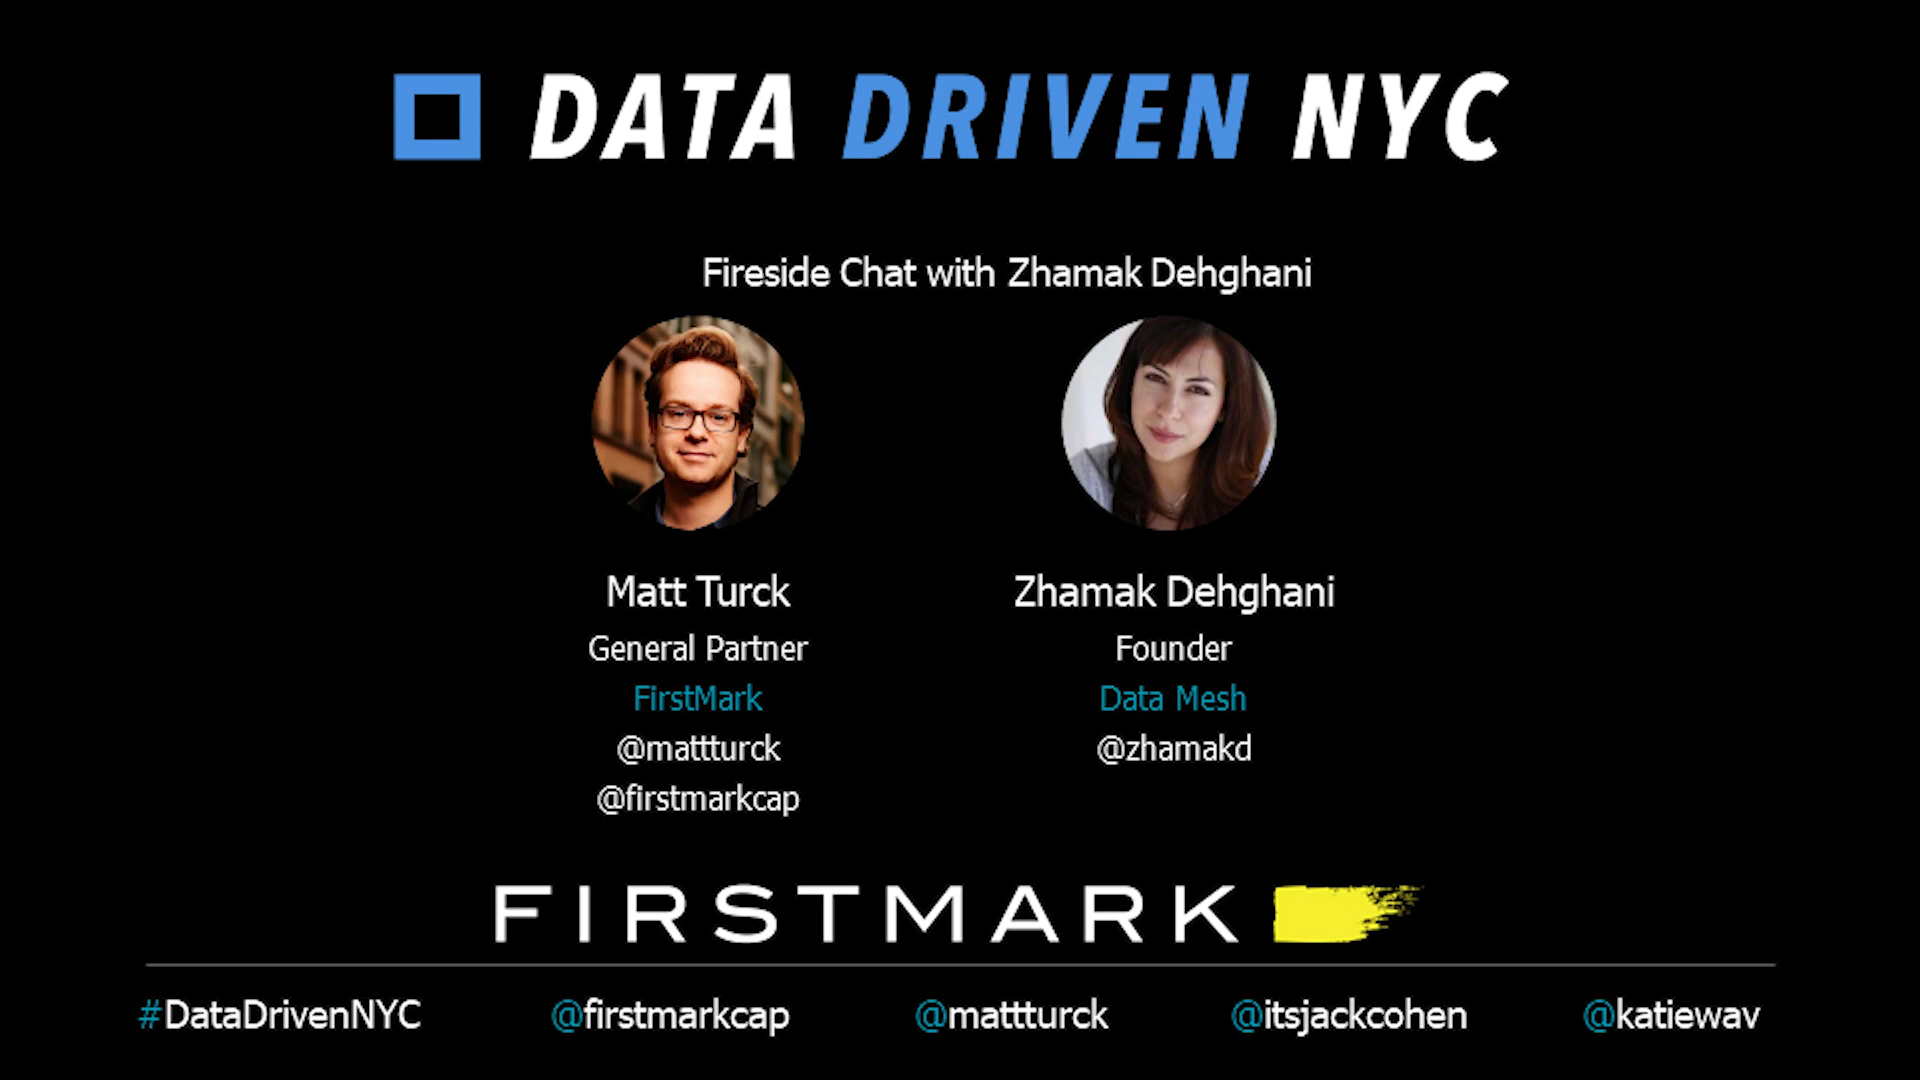 DATA DRIVEN NYC
Fireside Chat with Zhamak Dehghani
Matt Turck
General Partner
FirstMark
@mattturck
@firstmarkcap
Zhamak Dehghani
Founder
Data Mesh
@zhamakd
FIRSTMARK
#DataDrivenNYC @firstmarkcap @mattturck @itsjackcohen @katiewav